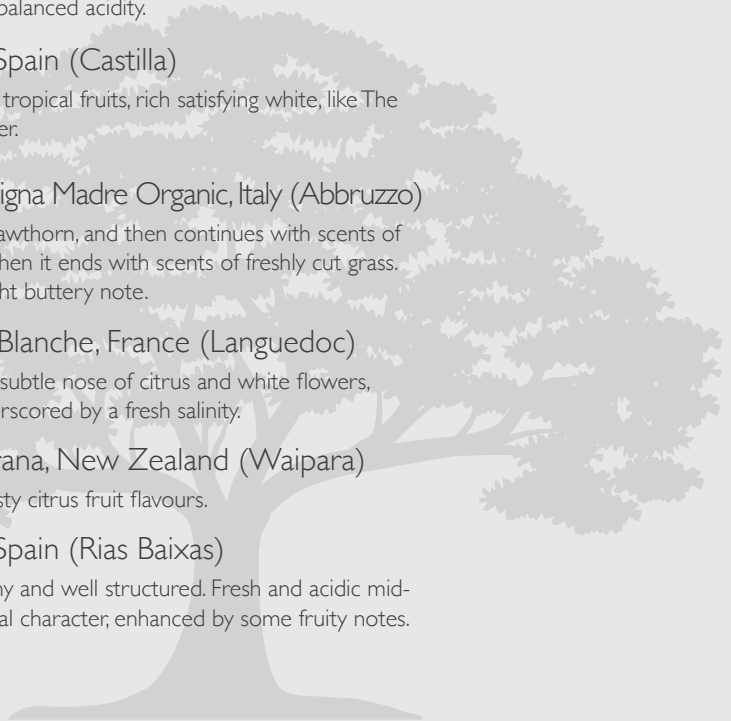 balanced acidity.
Spain (Castilla)
tropical fruits, rich satisfying white, like The
er.
igna Madre Organic, Italy (Abbruzzo)
awthorn, and then continues with scents of
hen it ends with scents of freshly cut grass.
ht buttery note.
Blanche, France (Languedoc)
subtle nose of citrus and white flowers,
erscored by a fresh salinity.
rana, New Zealand (Waipara)
sty citrus fruit flavours.
Spain (Rias Baixas)
ny and well structured. Fresh and acidic mid-
al character, enhanced by some fruity notes.